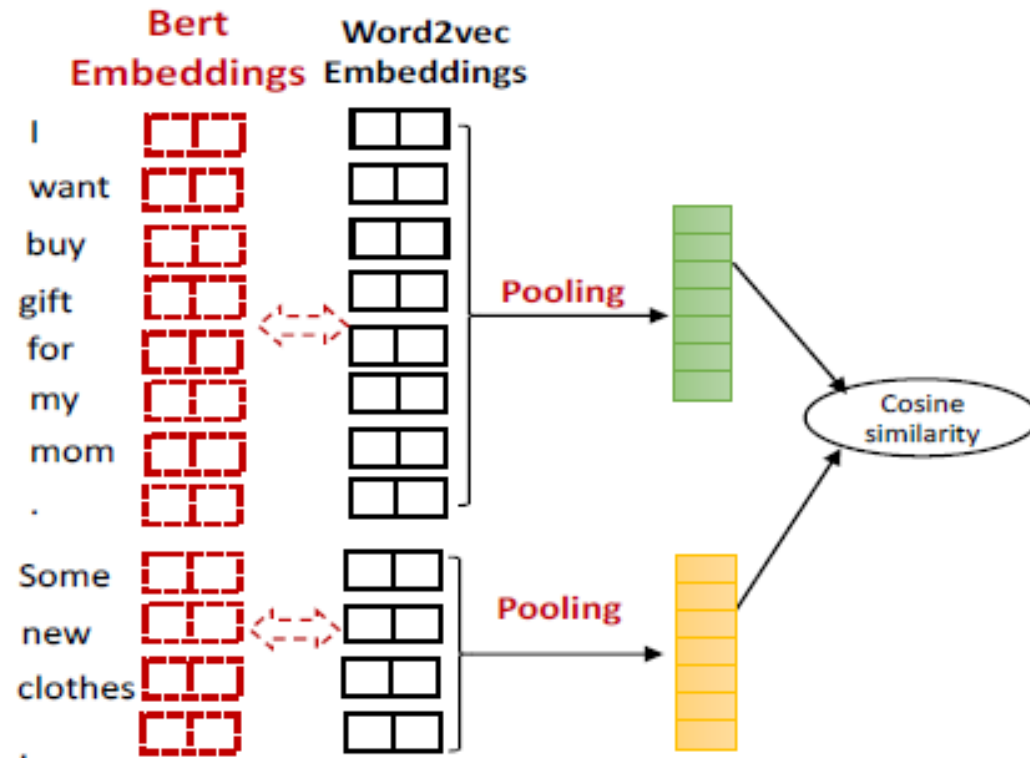 Bert
Embeddings
Word2vec
Embeddings
I
want
buy
gift
for
my
mom
.
Pooling
Cosine
similarity
Some
new
clothes
.
Pooling